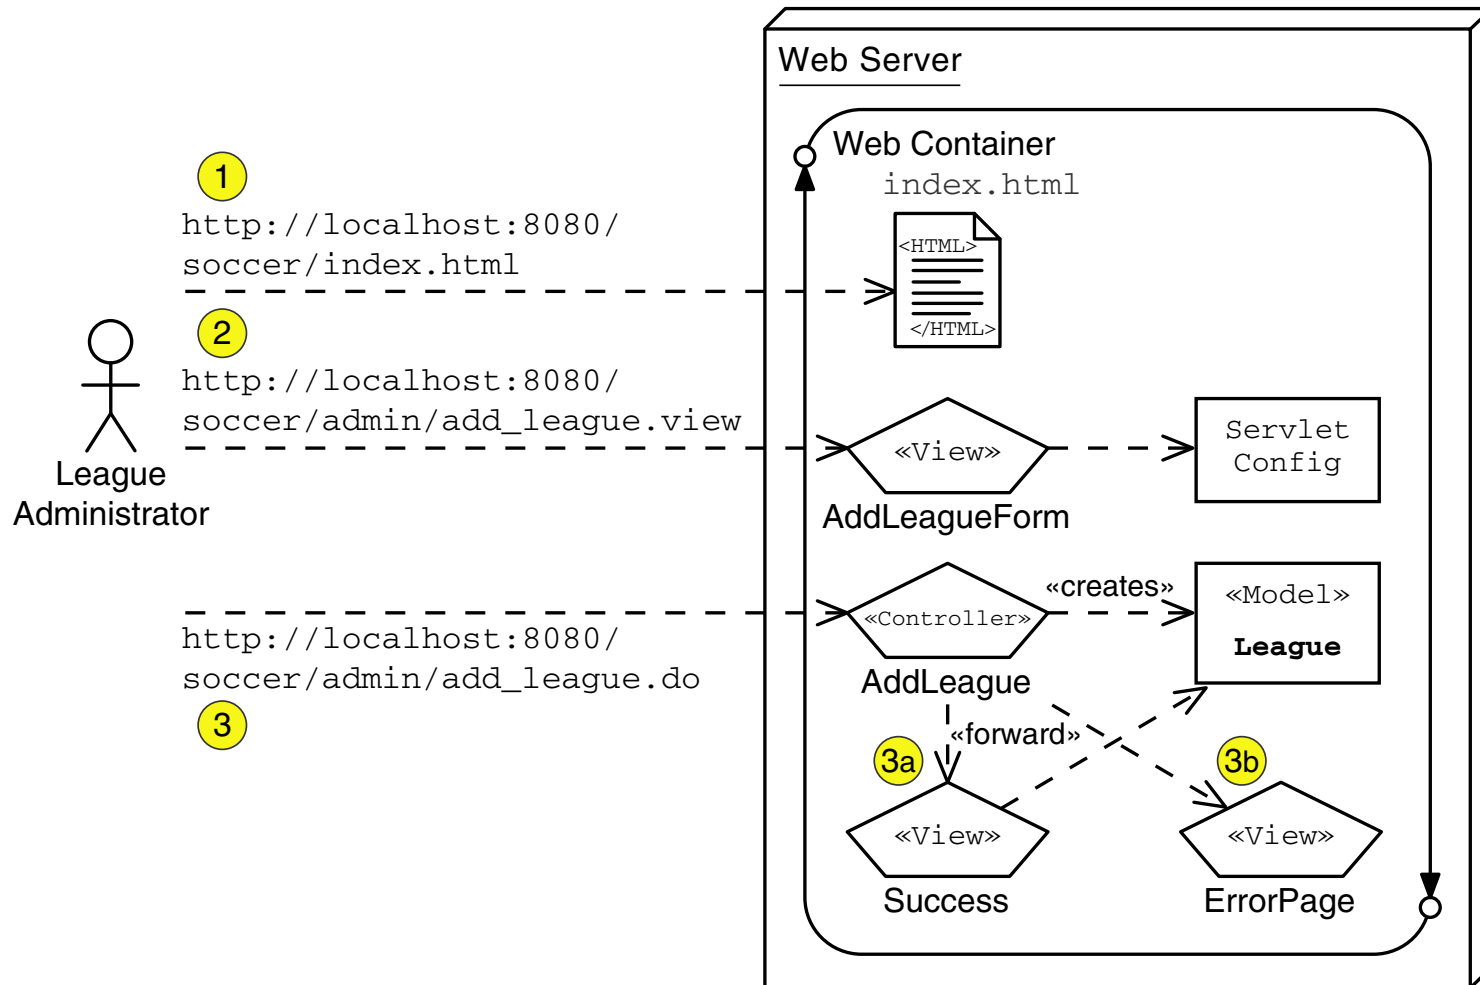 Web Server
Web Container
index.html
<HTML>
</HTML>
1
http://localhost:8080/
soccer/index.html
2
http://localhost:8080/
soccer/admin/add_league.view
League
Administrator
«View»
AddLeagueForm
Servlet
Config
http://localhost:8080/
soccer/admin/add_league.do
3
«Controller»
AddLeague
«creates»
«Model»
League
«forward»
3a
3b
«View»
Success
«View»
ErrorPage